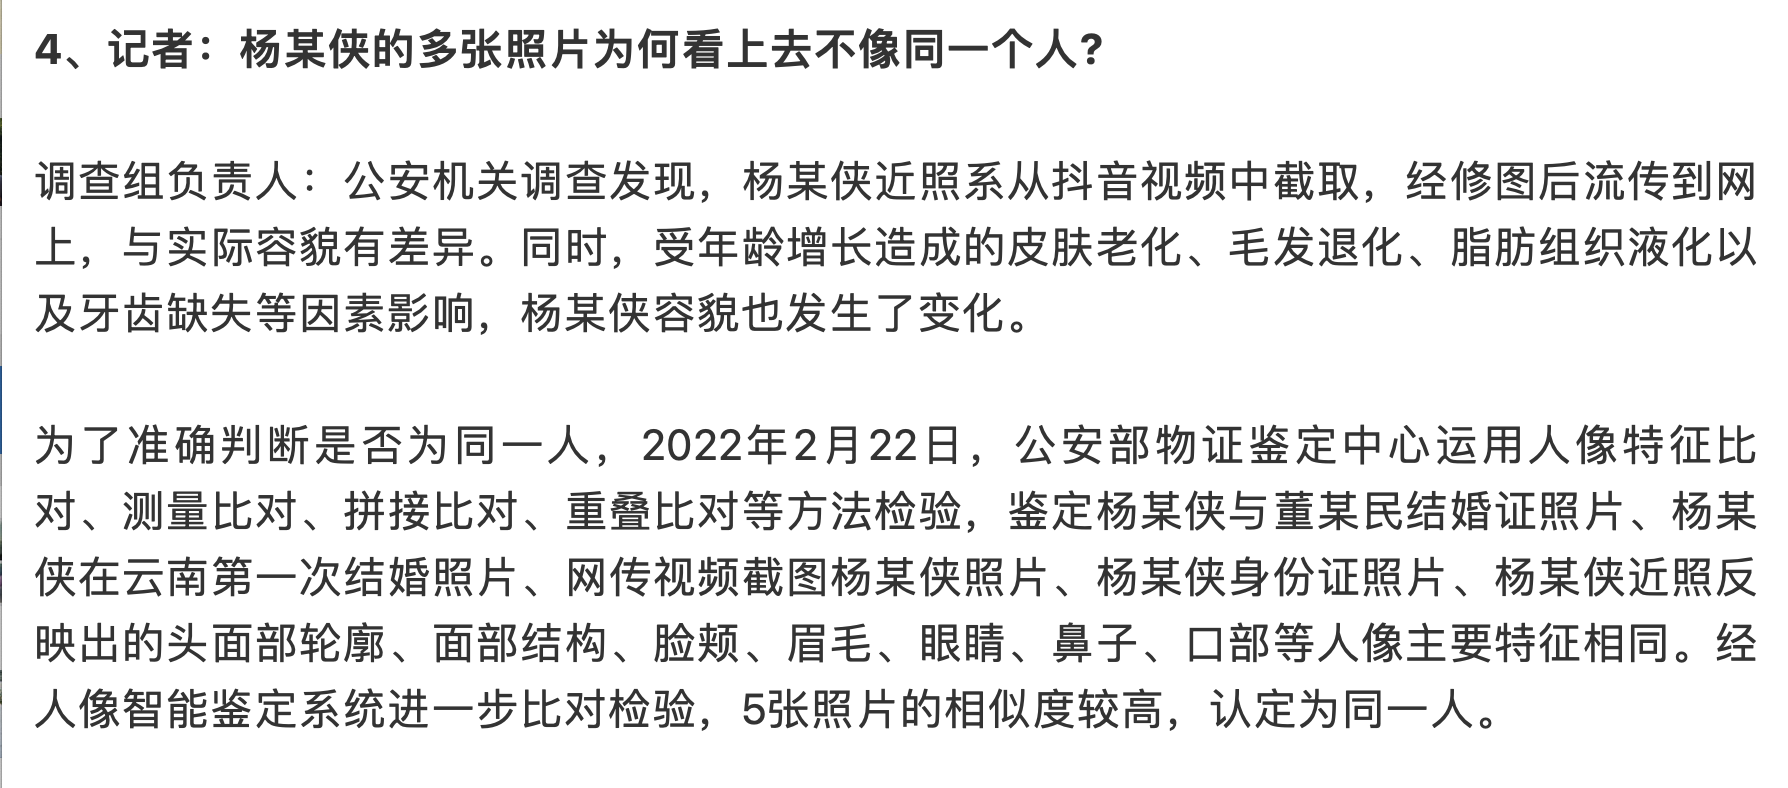 4、记者：杨某侠的多张照片为何看上去不像同一个人？
调查组负责人：公安机关调查发现，杨某侠近照系从抖音视频中截取，经修图后流传到网
上，与实际容貌有差异。同时，受年龄增长造成的皮肤老化、毛发退化、脂肪组织液化以
及牙齿缺失等因素影响，杨某侠容貌也发生了变化。
为了准确判断是否为同一人，2022年2月22日，公安部物证鉴定中心运用人像特征比
对、测量比对、拼接比对、重叠比对等方法检验，鉴定杨某侠与董某民结婚证照片、杨某
侠在云南第一次结婚照片、网传视频截图杨某侠照片、杨某侠身份证照片、杨某侠近照反
映出的头面部轮廓、面部结构、脸颊、眉毛、眼睛、鼻子、口部等人像主要特征相同。经
人像智能鉴定系统进一步比对检验，5张照片的相似度较高，认定为同一人。